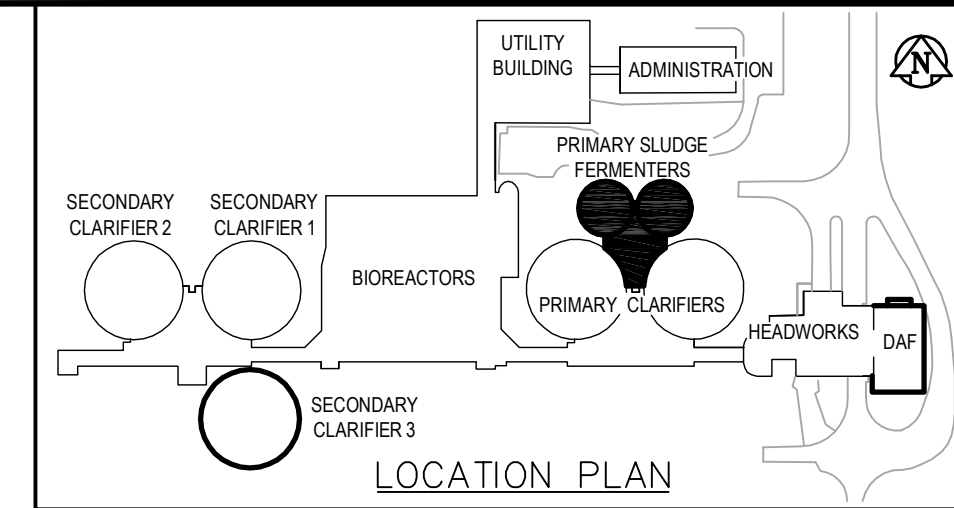 UTILITY
BUILDING
ADMINISTRATION
N
PRIMARY SLUDGE
FERMENTERS
SECONDARY
CLARIFIER 2
SECONDARY
CLARIFIER 1
BIOREACTORS
PRIMARY CLARIFIERS
HEADWORKS
DAF
SECONDARY
CLARIFIER 3
LOCATION PLAN